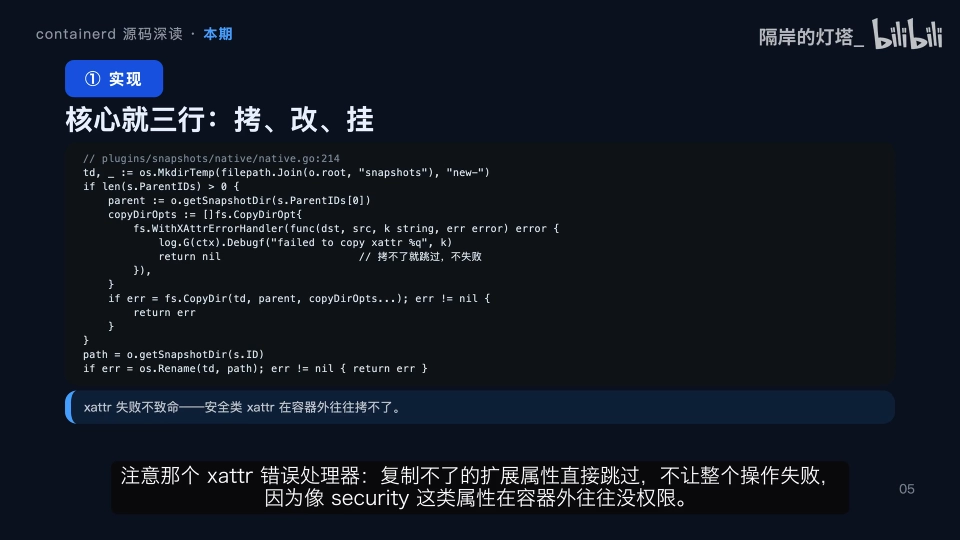 containerd 源码深读 · 本期
隔岸的灯塔_ bilibili
① 实现
核心就三行：拷、改、挂
// plugins/snapshots/native/native.go:214
td, _ := os.MkdirTemp(filepath.Join(o.root, "snapshots"), "new-")
if len(s.ParentIDs) > 0 {
    parent := o.getSnapshotDir(s.ParentIDs[0])
    copyDirOpts := []fs.CopyDirOpt{
        fs.WithXAttrErrorHandler(func(dst, src, k string, err error) error {
            log.G(ctx).Debugf("failed to copy xattr %q", k)
            return nil                      // 拷不了就跳过，不失败
        }),
    }
    if err = fs.CopyDir(td, parent, copyDirOpts...); err != nil {
        return err
    }
}
path = o.getSnapshotDir(s.ID)
if err = os.Rename(td, path); err != nil { return err }
xattr 失败不致命——安全类 xattr 在容器外往往拷不了。
注意那个 xattr 错误处理器：复制不了的扩展属性直接跳过，不让整个操作失败，
因为像 security 这类属性在容器外往往没权限。
05